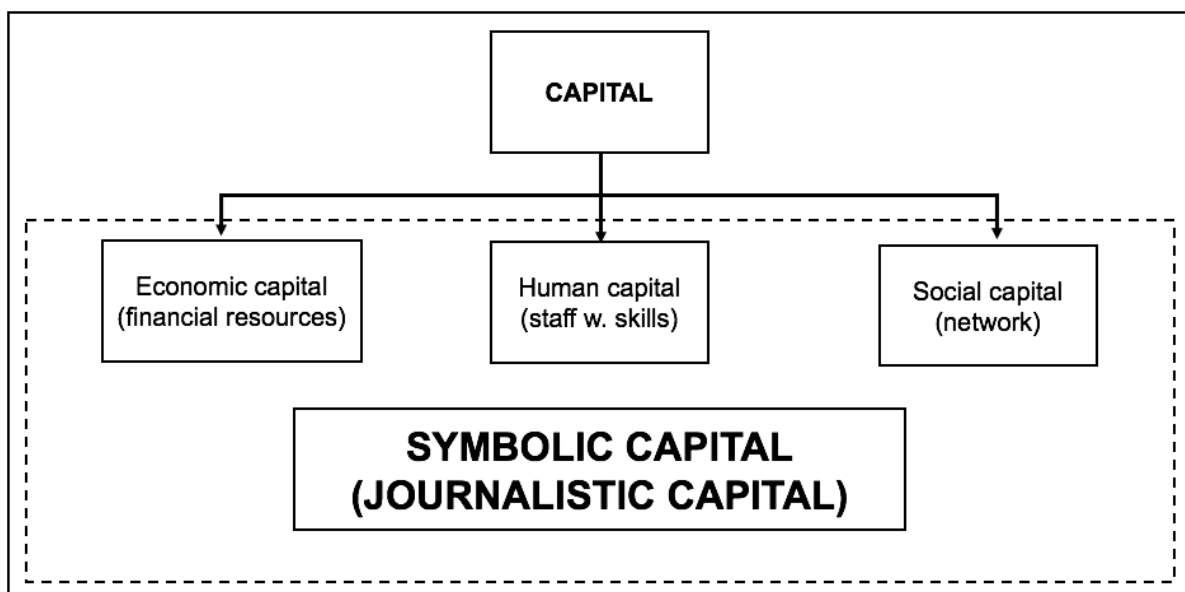 CAPITAL
Economic capital
(financial resources)
Human capital
(staff w. skills)
Social capital
(network)
SYMBOLIC CAPITAL
(JOURNALISTIC CAPITAL)